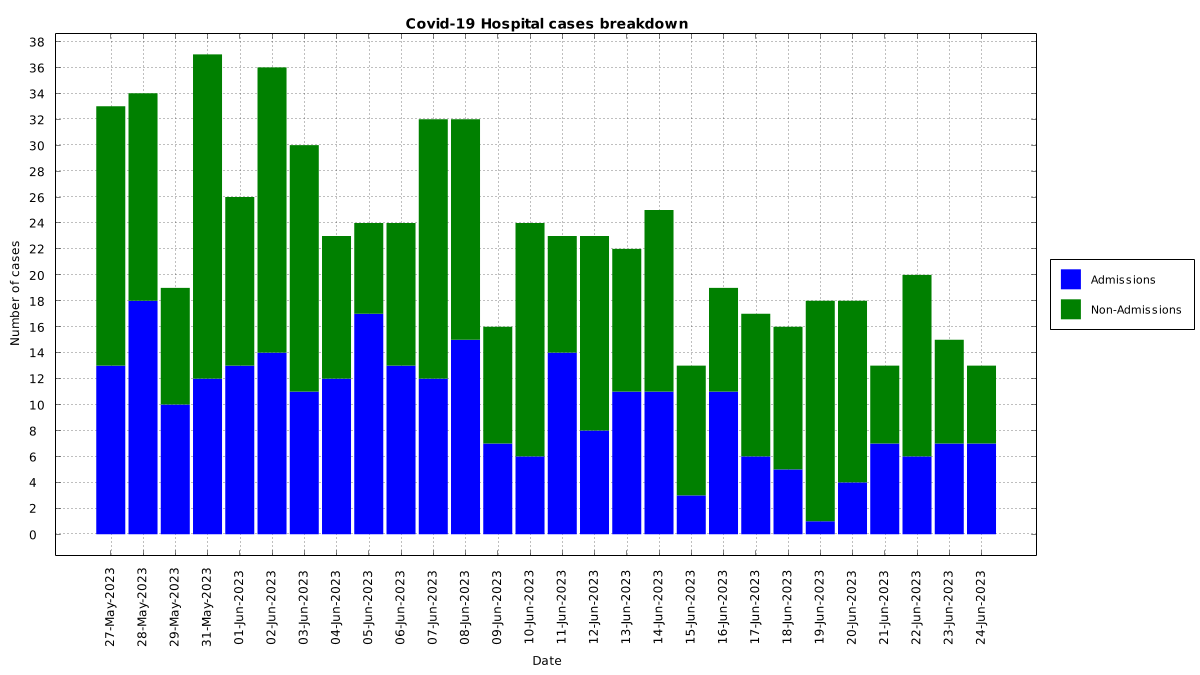 Covid-19 Hospital cases breakdown
38
36
34
32
30
28
26
24
22
20
18
16
14
12
10
8
6
4
2
0
Number of cases
27-May-2023
28-May-2023
29-May-2023
31-May-2023
01-Jun-2023
02-Jun-2023
03-Jun-2023
04-Jun-2023
05-Jun-2023
06-Jun-2023
07-Jun-2023
08-Jun-2023
09-Jun-2023
10-Jun-2023
11-Jun-2023
12-Jun-2023
13-Jun-2023
14-Jun-2023
15-Jun-2023
16-Jun-2023
17-Jun-2023
18-Jun-2023
19-Jun-2023
20-Jun-2023
21-Jun-2023
22-Jun-2023
23-Jun-2023
24-Jun-2023
Date
Admissions
Non-Admissions